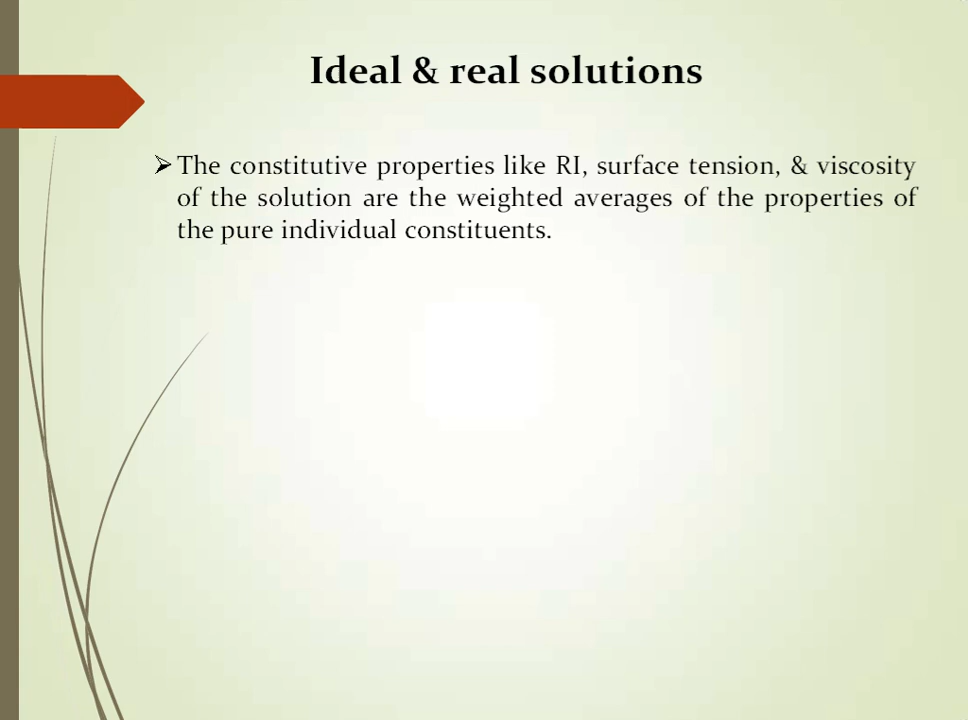 Ideal & real solutions
➢The constitutive properties like RI, surface tension, & viscosity
of the solution are the weighted averages of the properties of
the pure individual constituents.